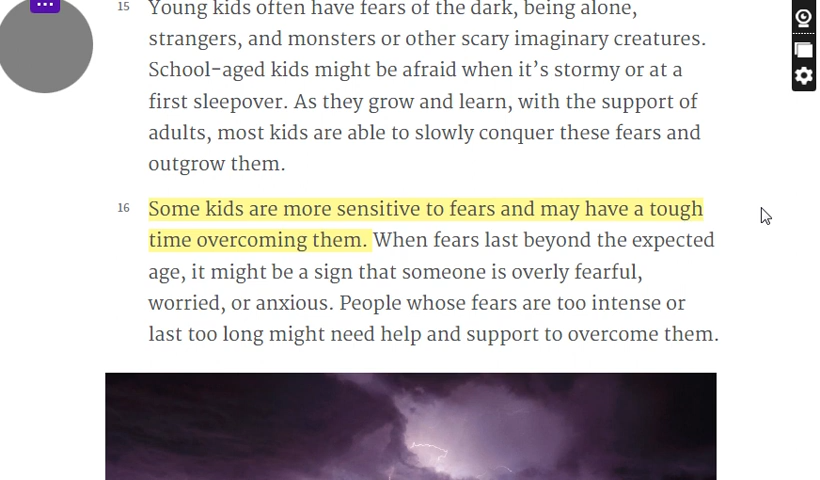 15 Young kids often have fears of the dark, being alone,
strangers, and monsters or other scary imaginary creatures.
School-aged kids might be afraid when it’s stormy or at a
first sleepover. As they grow and learn, with the support of
adults, most kids are able to slowly conquer these fears and
outgrow them.
16 Some kids are more sensitive to fears and may have a tough
time overcoming them. When fears last beyond the expected
age, it might be a sign that someone is overly fearful,
worried, or anxious. People whose fears are too intense or
last too long might need help and support to overcome them.